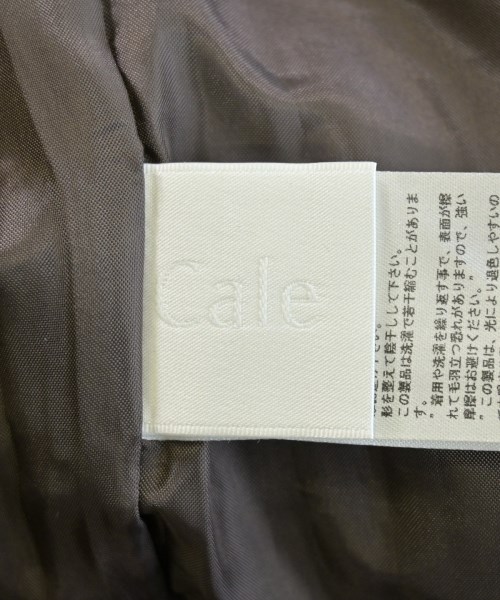 Cale
形を整えて陰干しして下さい。
この製品は洗濯で若干縮むことがありま
す。
" 着用や洗濯を繰り返す事で、表面が擦
れて毛羽立つ恐れがありますので、強い
摩擦はお避けください。"
" この製品は、光により退色しやすいの